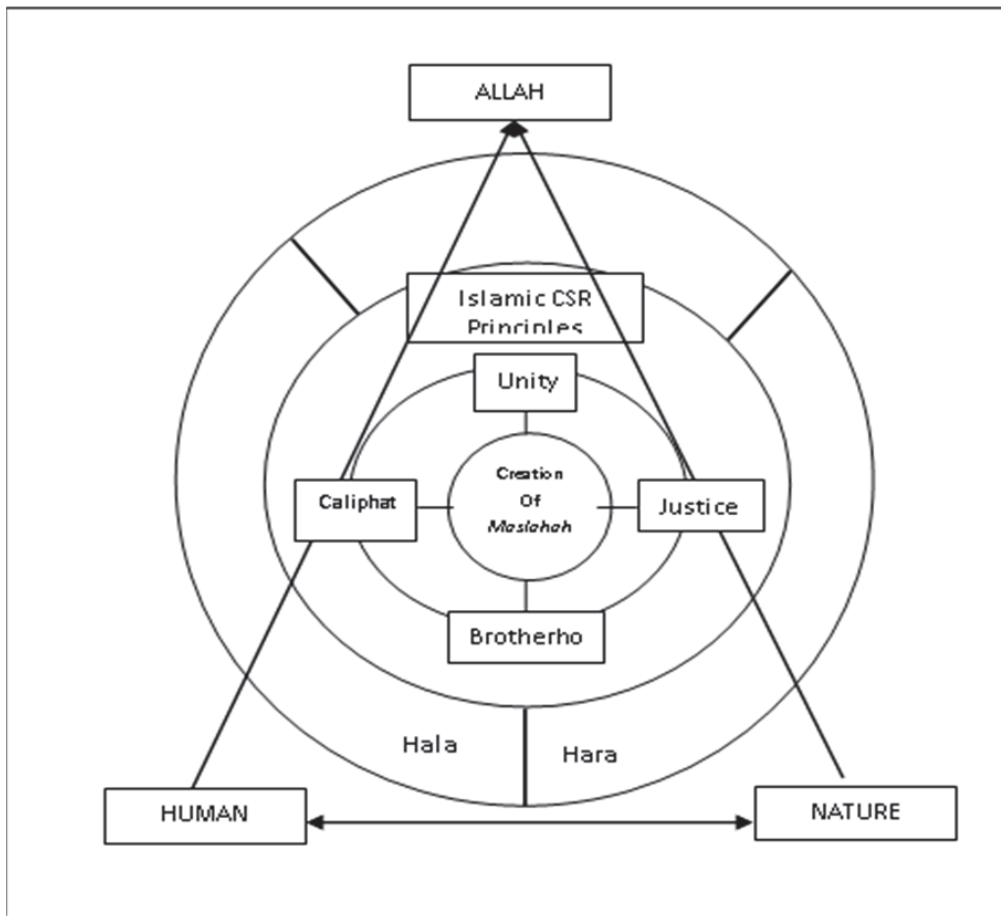 ALLAH
Islamic CSR
Principles
Unity
Creation
Of
Maslahah
Caliphat
Justice
Brotherho
Hala
Hara
HUMAN
NATURE